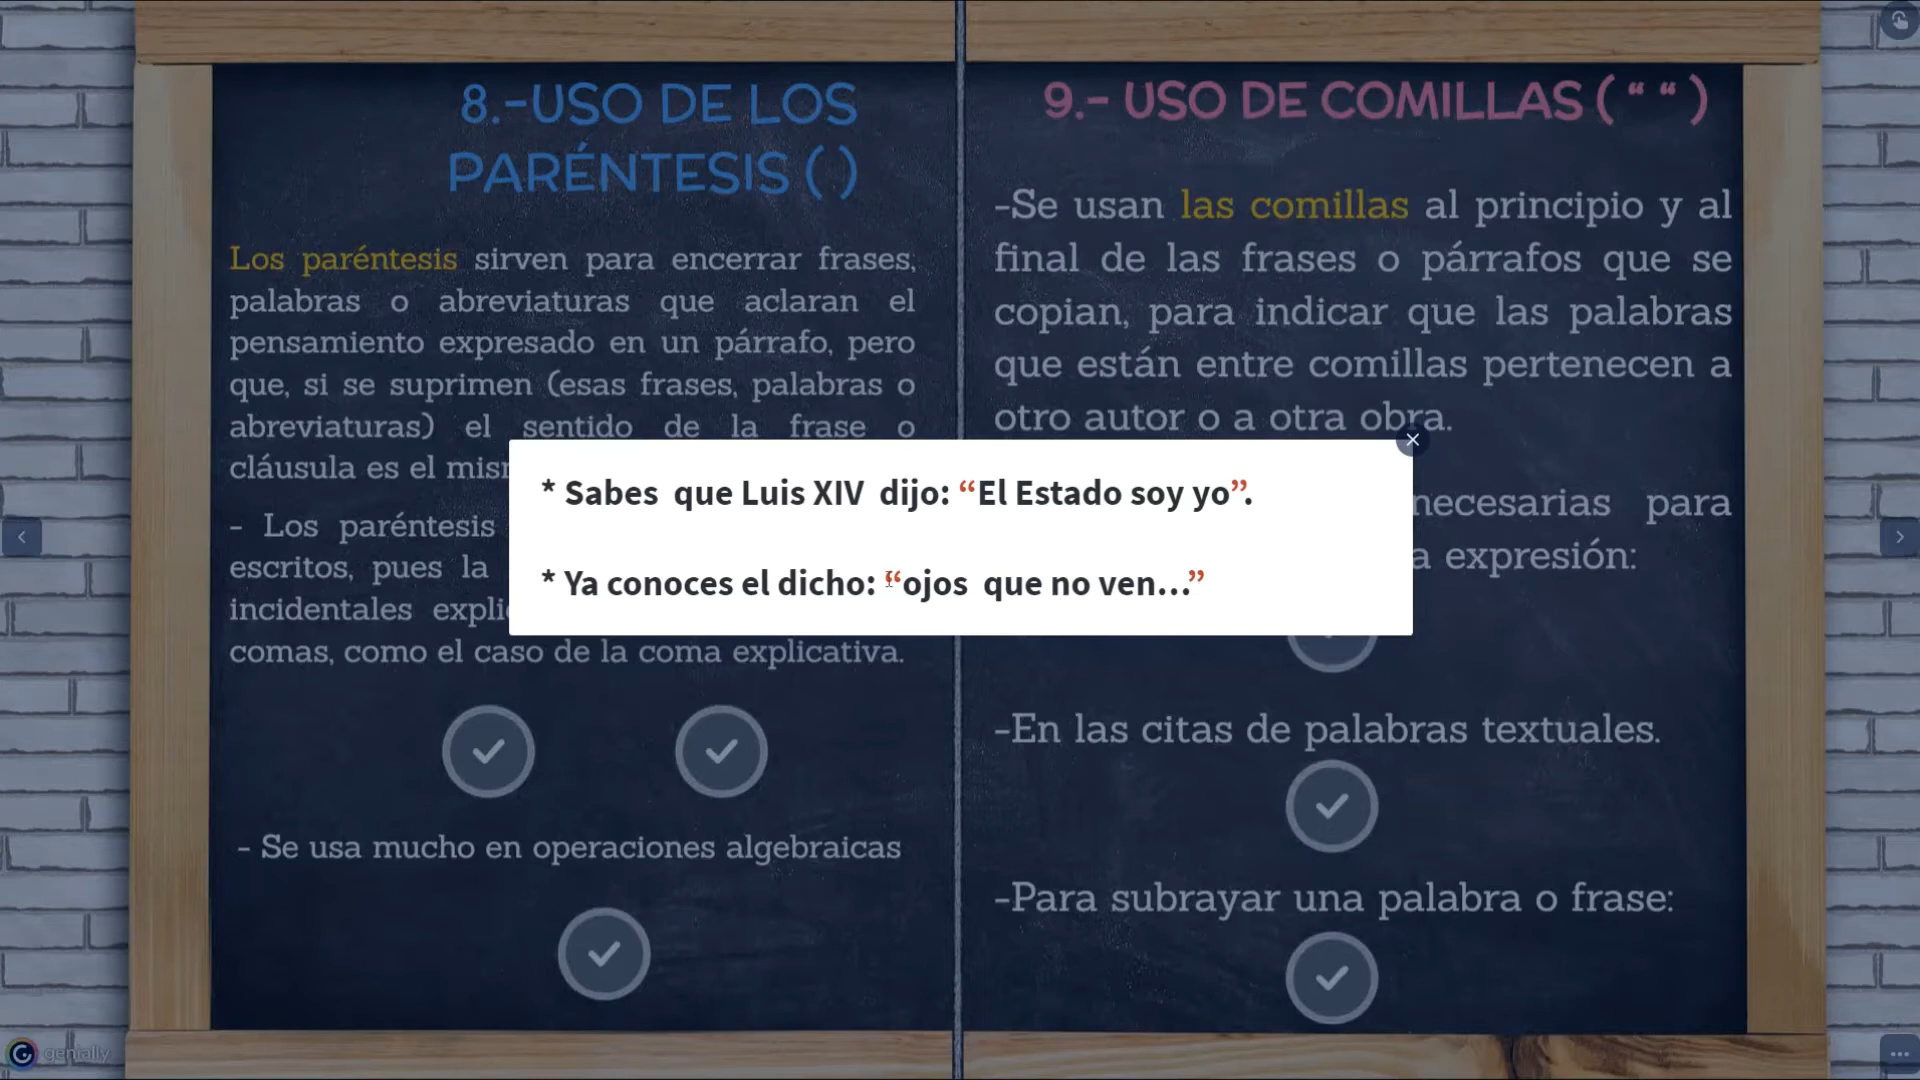 8.-USO DE LOS
PARÉNTESIS ( )
Los paréntesis sirven para encerrar frases,
palabras o abreviaturas que aclaran el
pensamiento expresado en un párrafo, pero
que, si se suprimen (esas frases, palabras o
abreviaturas) el sentido de la frase o
cláusula es el
- Los paréntesis
escritos, pues la
incidentales
comas, como el caso de la coma explicativa.
- Se usa mucho en operaciones algebraicas
9.- USO DE COMILLAS ( “ “ )
-Se usan las comillas al principio y al
final de las frases o párrafos que se
copian, para indicar que las palabras
que están entre comillas pertenecen a
otro autor o a otra obra.
necesarias para
a expresión:
-En las citas de palabras textuales.
-Para subrayar una palabra o frase:
* Sabes que Luis XIV dijo: “El Estado soy yo”.
* Ya conoces el dicho: “ojos que no ven...”
genially